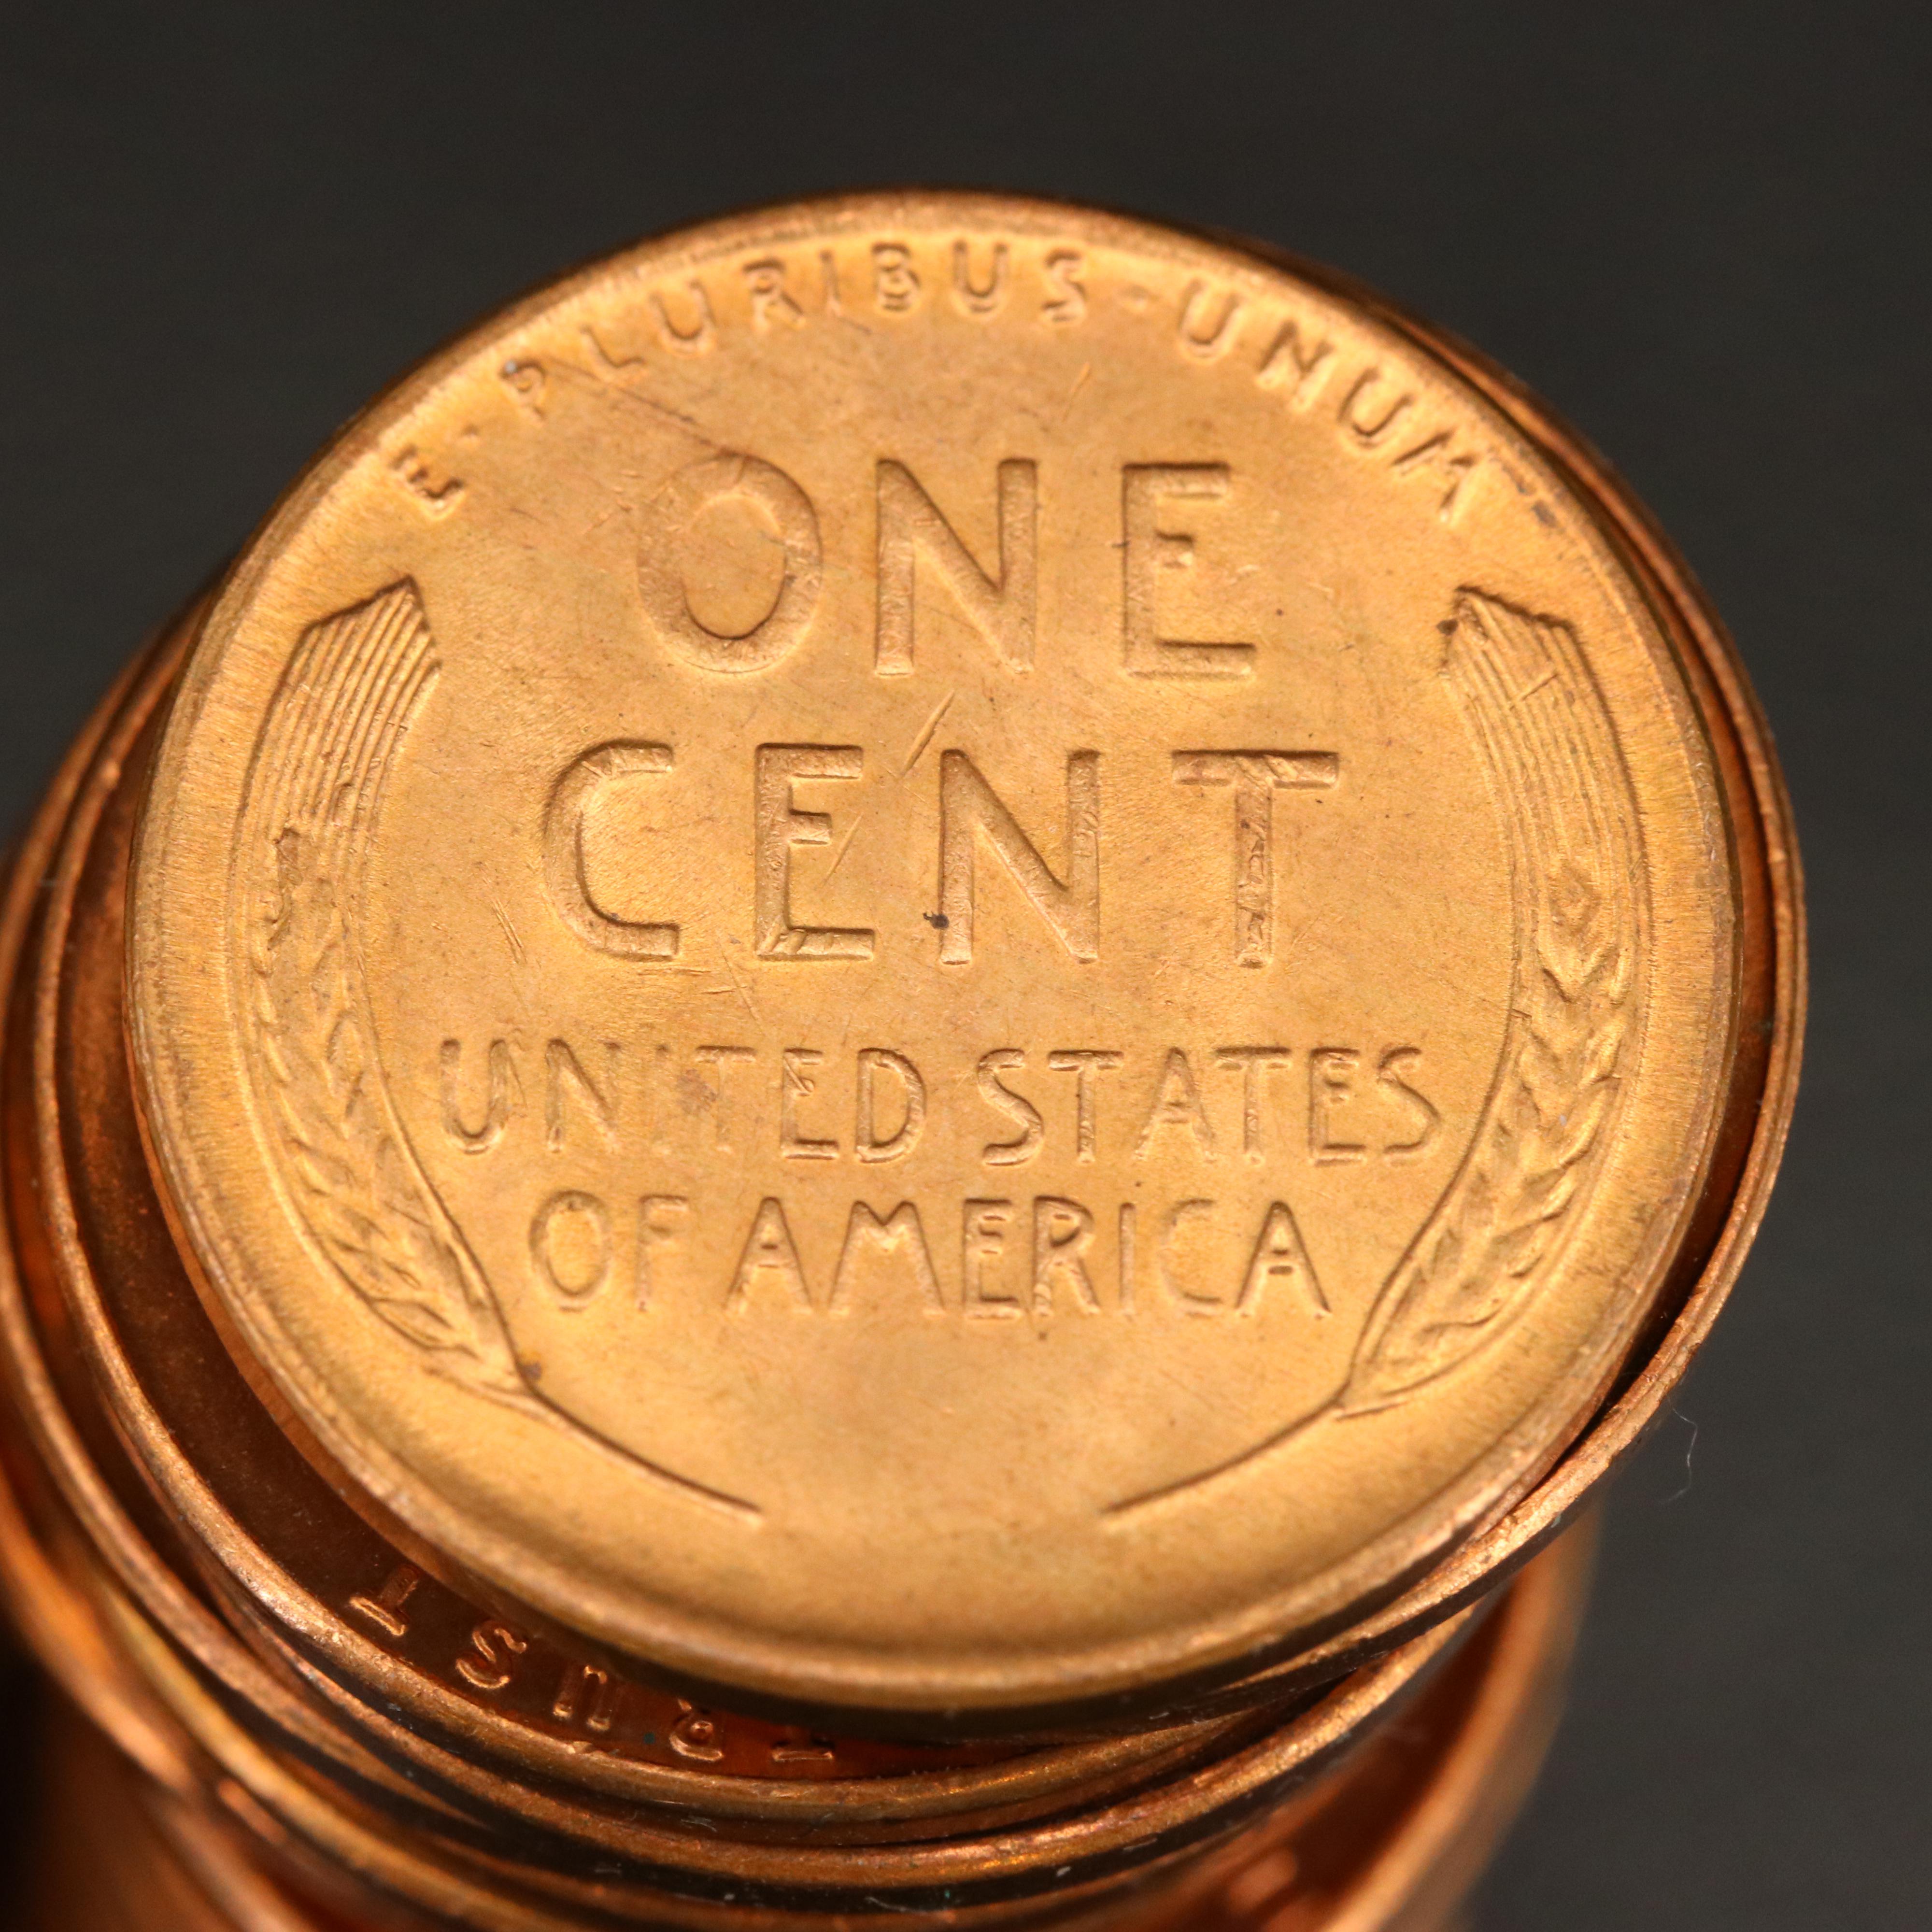 E·PLURIBUS·UNUM
ONE
CENT
UNITED STATES
OF AMERICA
TRUST